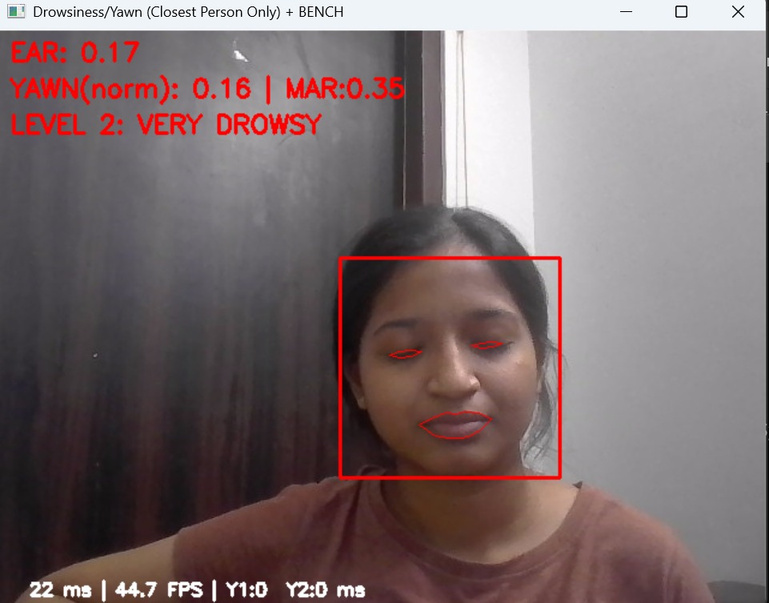 Drowsiness/Yawn (Closest Person Only) + BENCH
EAR: 0.17
YAWN(norm): 0.16 | MAR:0.35
LEVEL 2: VERY DROWSY
22 ms | 44.7 FPS | Y1:0 Y2:0 ms